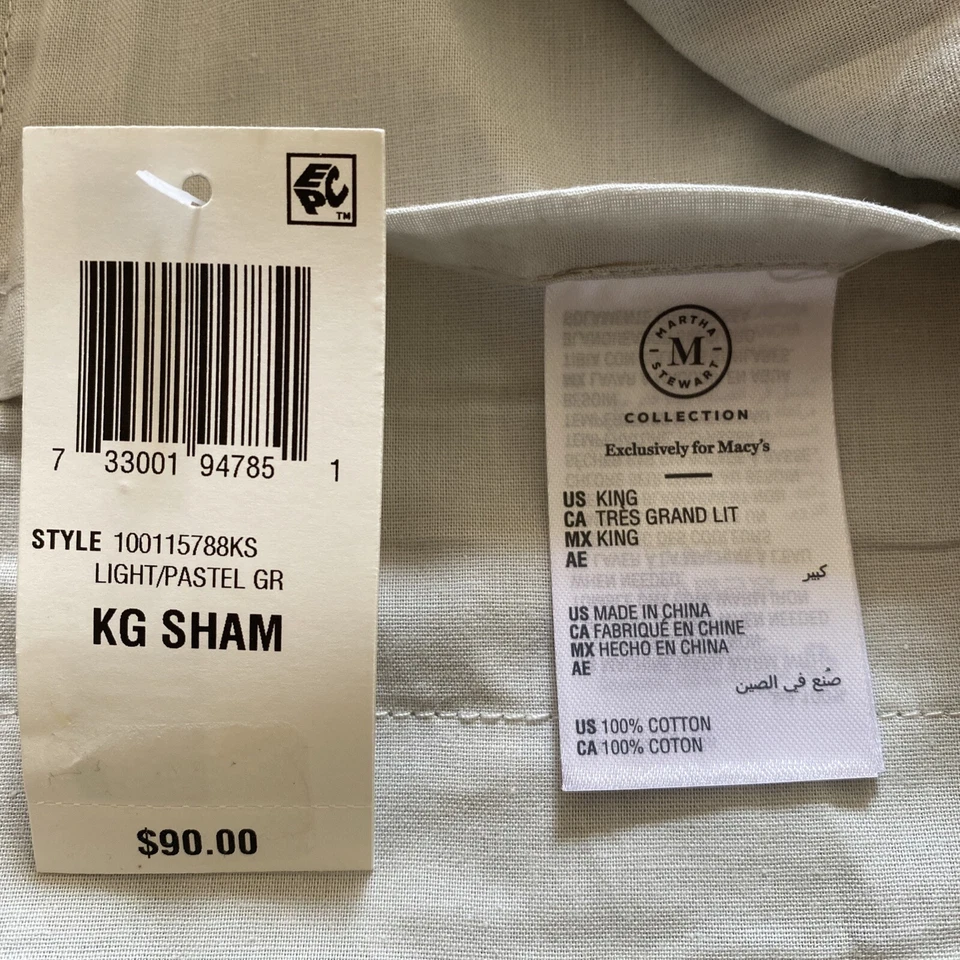 EPC
TM
7 33001 94785 1
STYLE 100115788KS
LIGHT/PASTEL GR
KG SHAM
$90.00
MARTHA
M
STEWART
COLLECTION
Exclusively for Macy's
US KING
CA TRÈS GRAND LIT
MX KING
AE
كبير
US MADE IN CHINA
CA FABRIQUÉ EN CHINE
MX HECHO EN CHINA
AE
صُنع في الصين
US 100% COTTON
CA 100% COTON